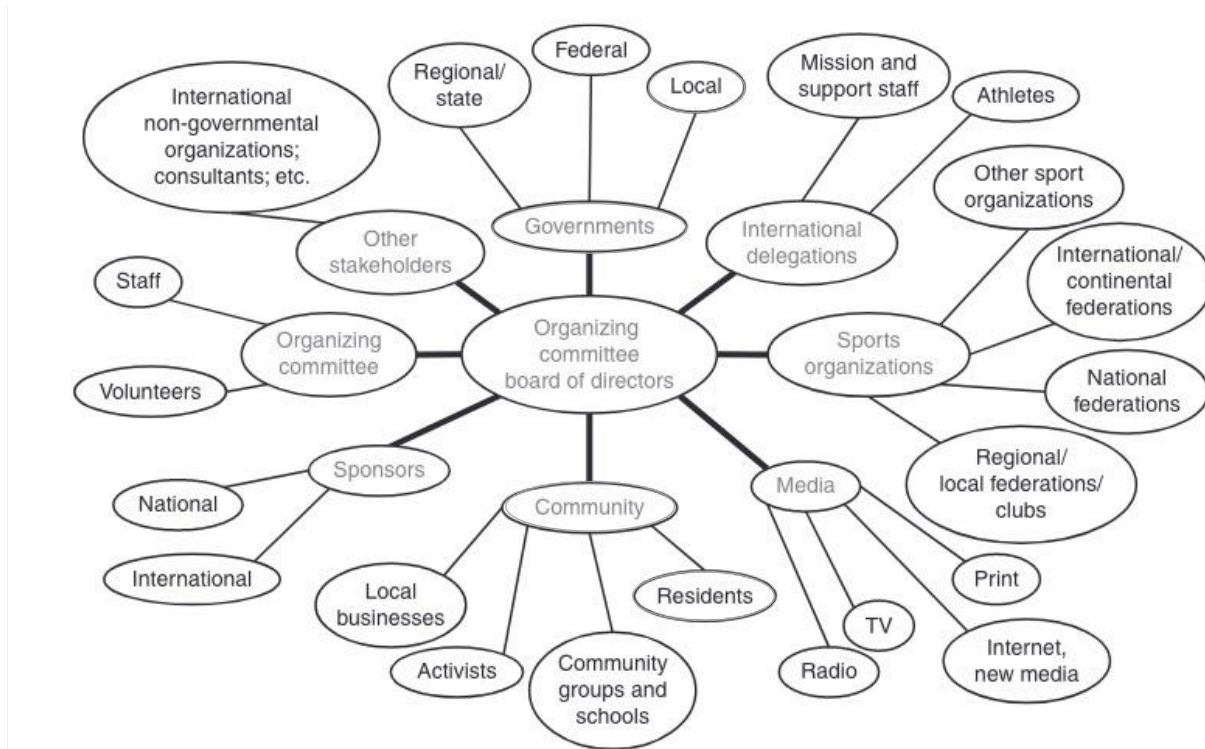 Federal
Regional/
state
Local
Mission and
support staff
Athletes
International
non-governmental
organizations;
consultants; etc.
Other sport
organizations
Governments
International
delegations
Other
stakeholders
International/
continental
federations
Staff
Organizing
committee
Organizing
committee
board of directors
Sports
organizations
Volunteers
National
federations
Sponsors
Media
Regional/
local federations/
clubs
National
Community
International
Local
businesses
Residents
Print
TV
Activists
Community
groups and
schools
Radio
Internet,
new media